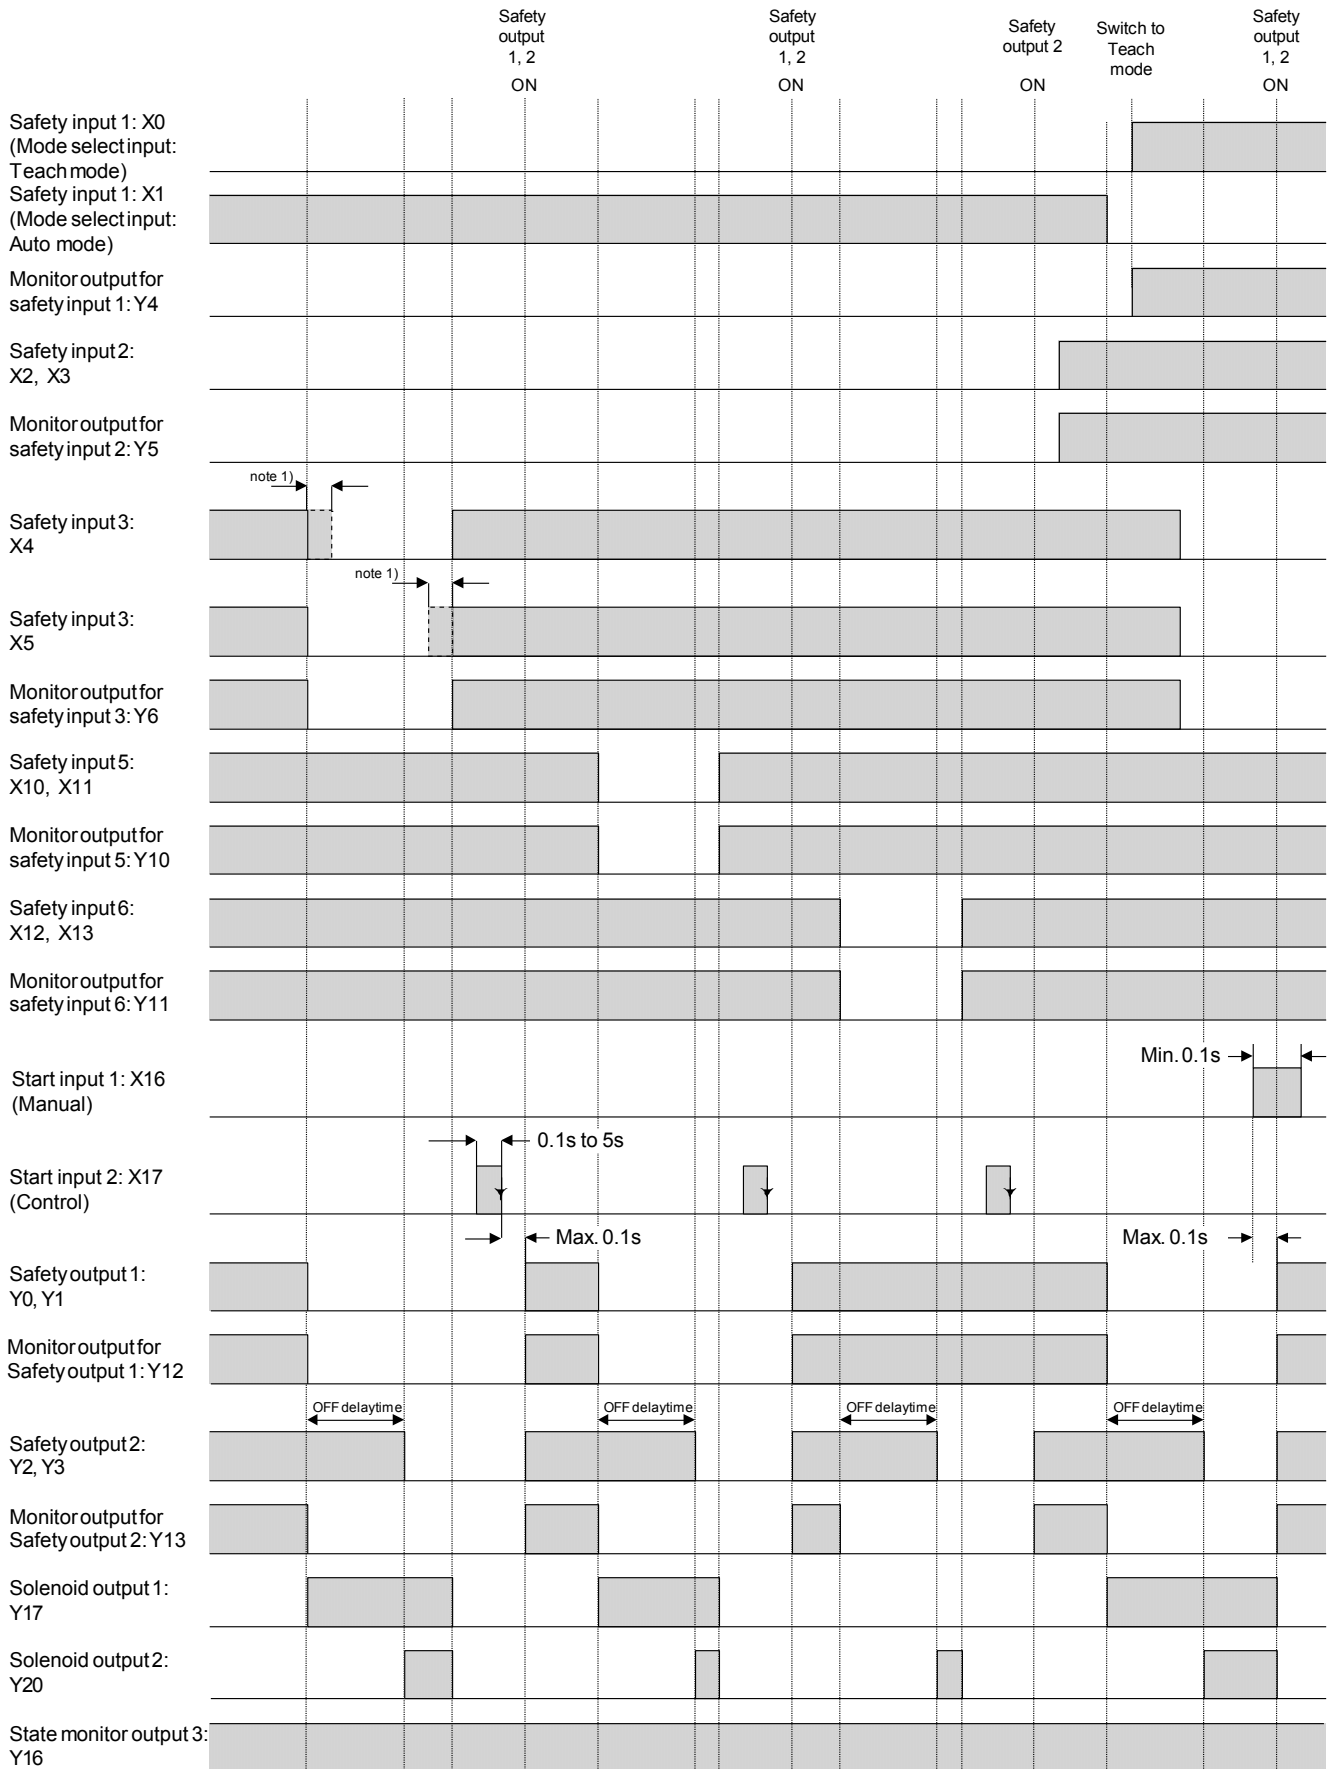 Safety
output
1, 2
ON
Safety
output
1, 2
ON
Safety
output 2
ON
Switch to
Teach
mode
Safety
output
1, 2
ON
Safety input 1: X0
(Mode select input:
Teach mode)
Safety input 1: X1
(Mode select input:
Auto mode)
Monitor output for
safety input 1: Y4
Safety input 2:
X2, X3
Monitor output for
safety input 2: Y5
note 1)
Safety input 3:
X4
note 1)
Safety input 3:
X5
Monitor output for
safety input 3: Y6
Safety input 5:
X10, X11
Monitor output for
safety input 5: Y10
Safety input 6:
X12, X13
Monitor output for
safety input 6: Y11
Min. 0.1s
Start input 1: X16
(Manual)
0.1s to 5s
Start input 2: X17
(Control)
Max. 0.1s
Max. 0.1s
Safety output 1:
Y0, Y1
Monitor output for
Safety output 1: Y12
OFF delaytime
OFF delaytime
OFF delaytime
OFF delaytime
Safety output 2:
Y2, Y3
Monitor output for
Safety output 2: Y13
Solenoid output 1:
Y17
Solenoid output 2:
Y20
State monitor output 3:
Y16